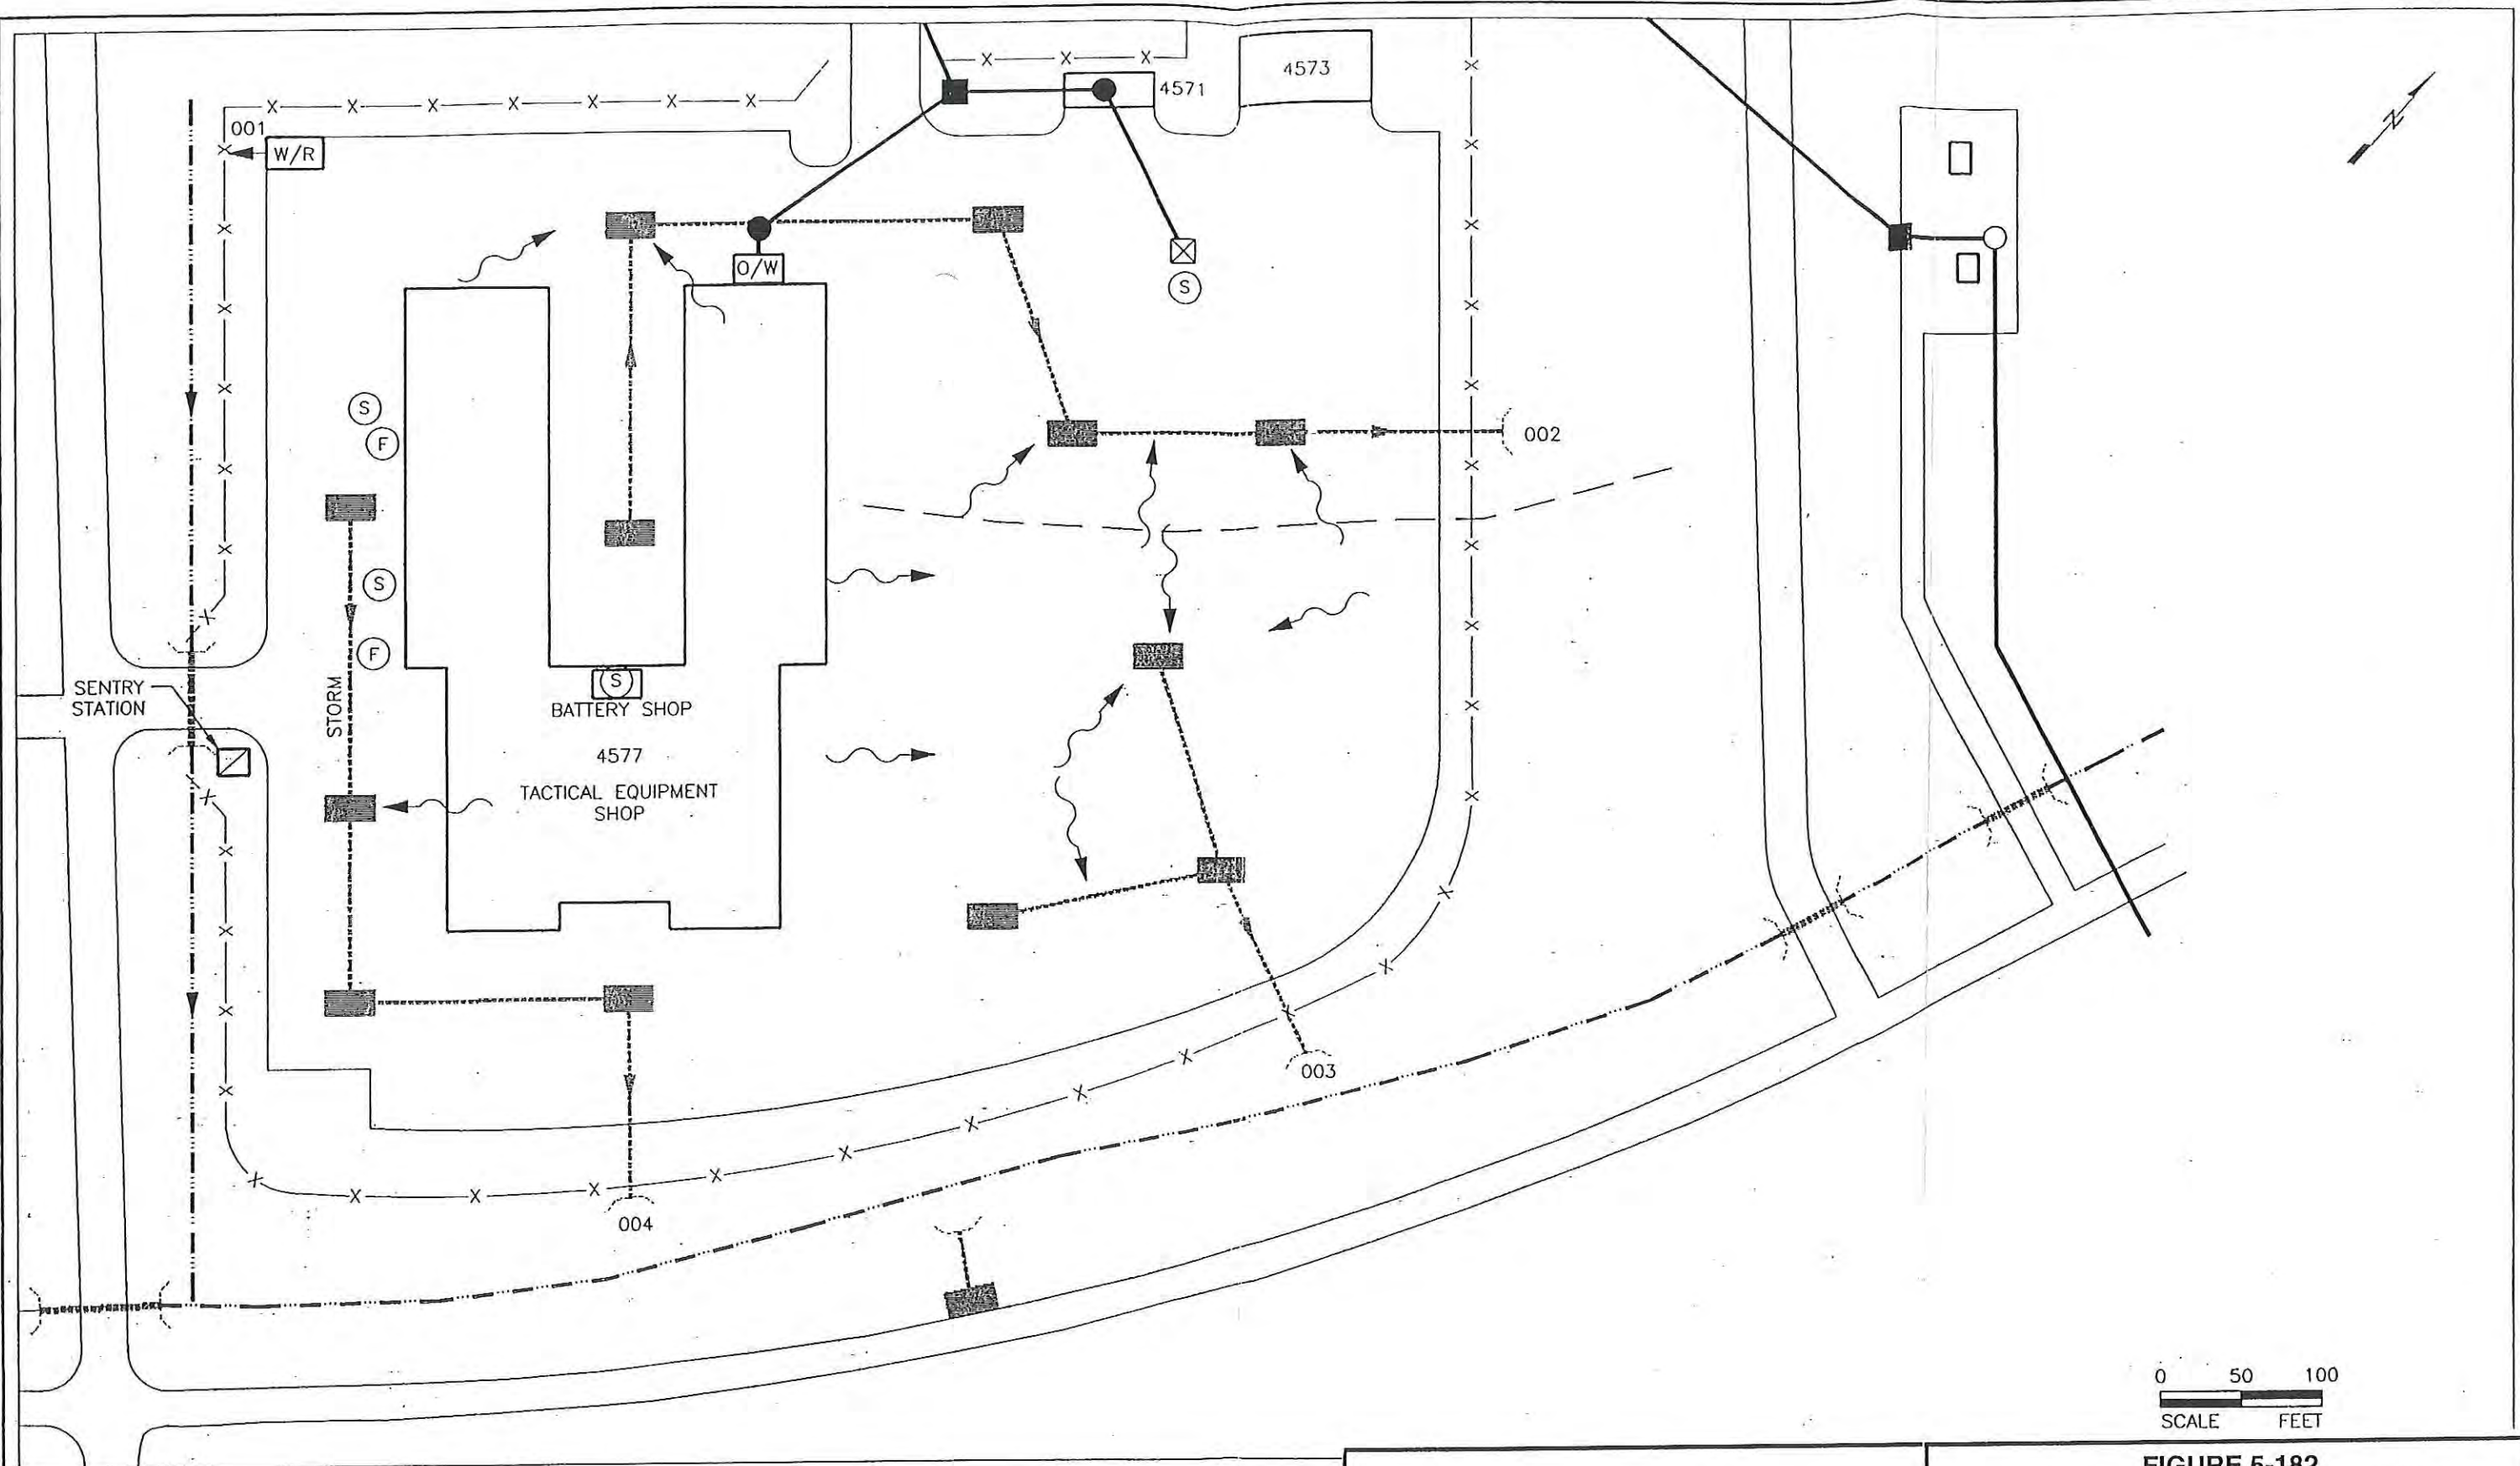 4573
4571
001
W/R
N
O/W
S
S
F
002
S
F
STORM
SENTRY
STATION
S
BATTERY SHOP
4577
TACTICAL EQUIPMENT
SHOP
003
004
0 50 100
SCALE FEET
FIGURE 5-182